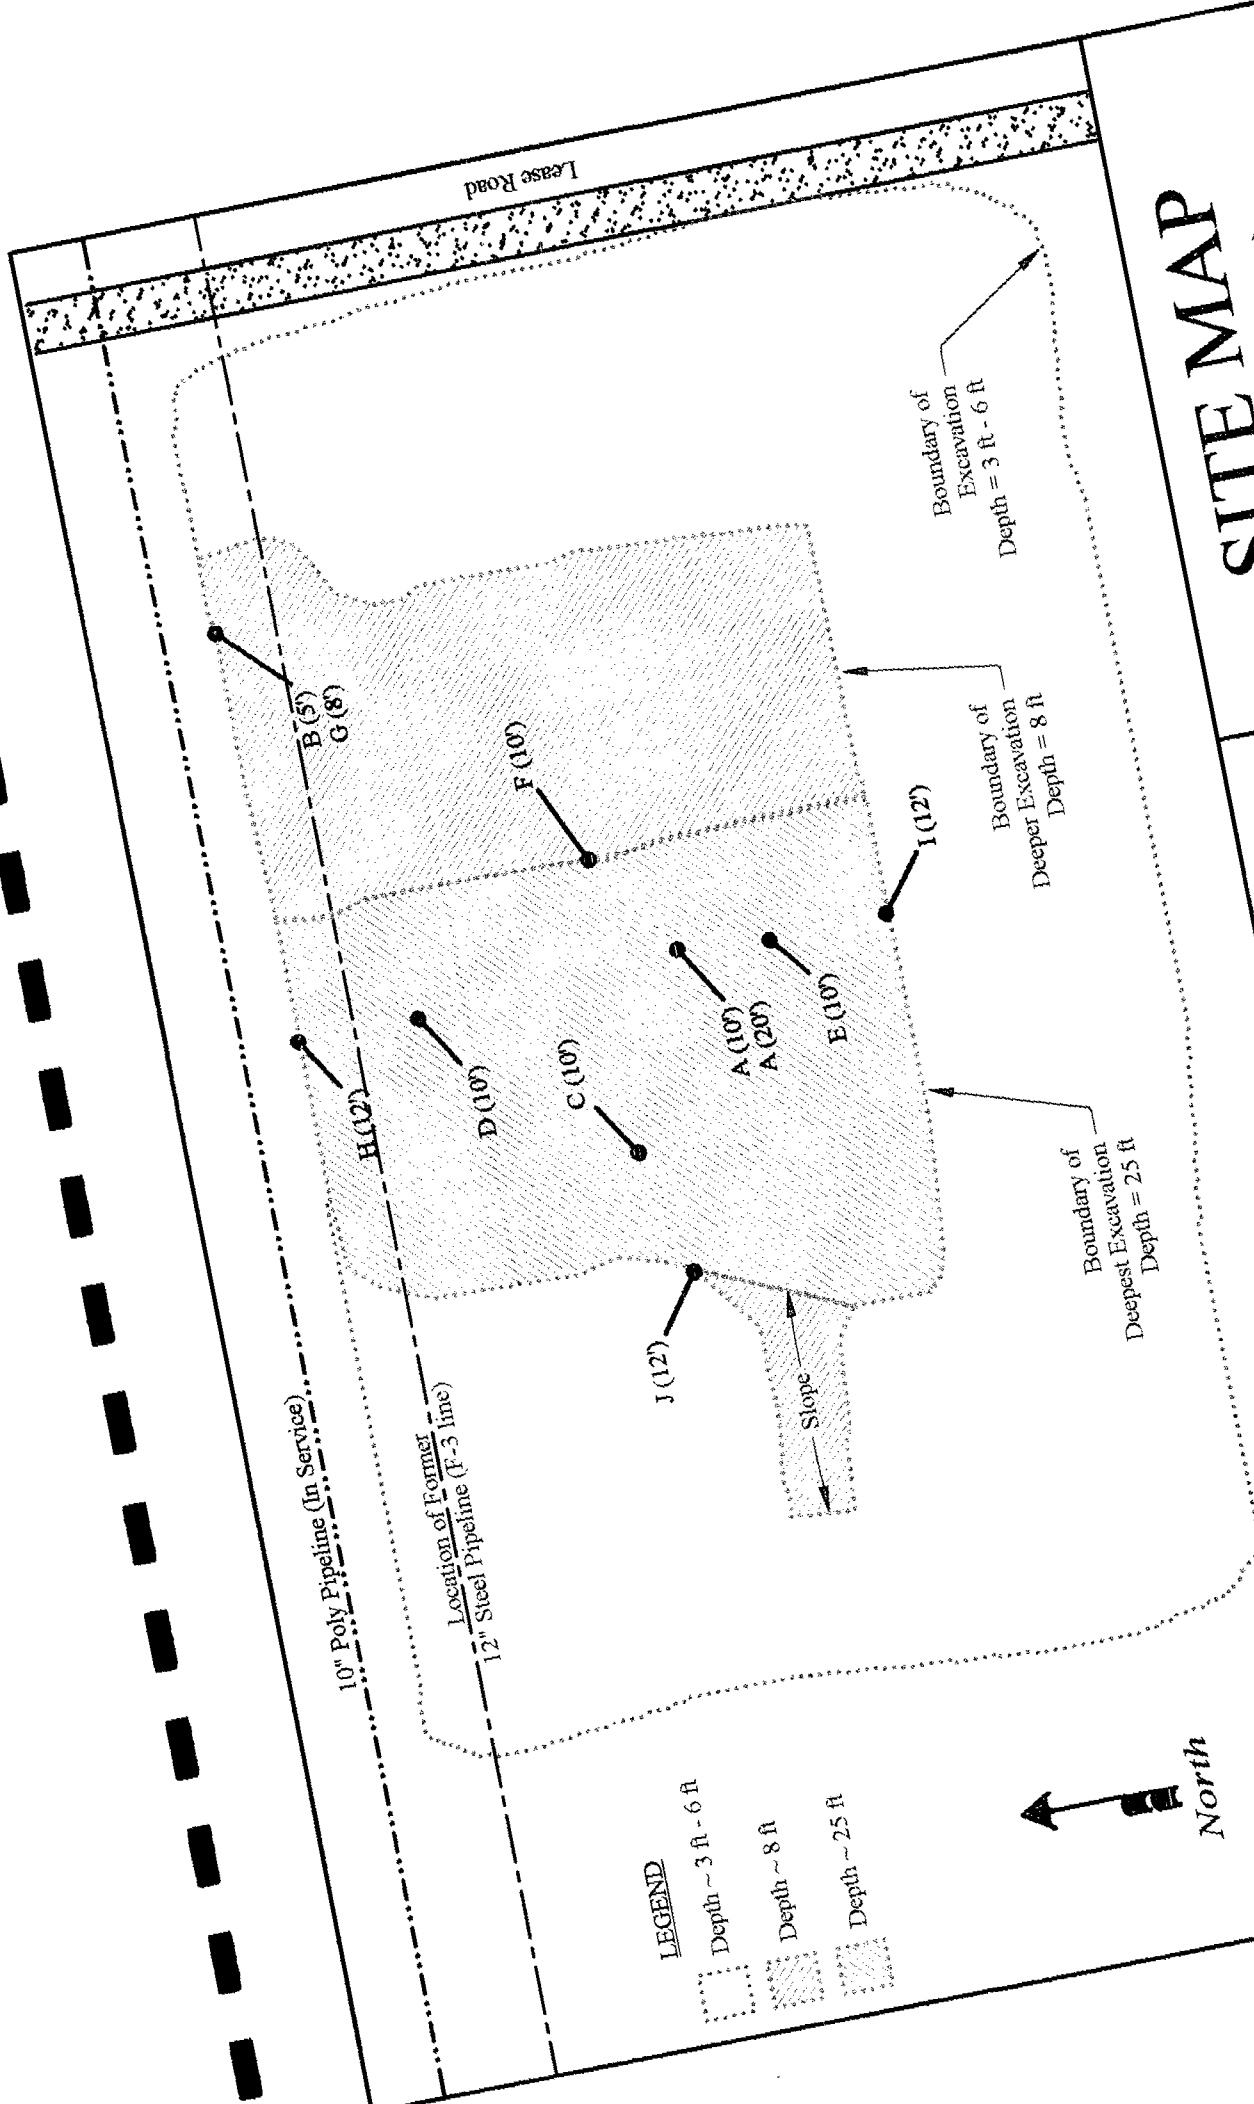 Lease Road
B (5')
G (8')
F (10')
I (12')
H (12')
D (10')
C (10')
A (10')
A (20')
E (10')
J (12')
Slope
10" Poly Pipeline (In Service)
Location of Former
12" Steel Pipeline (F-3 line)
Boundary of
Excavation
Depth = 3 ft - 6 ft
Boundary of
Deeper Excavation
Depth = 8 ft
Boundary of
Deepest Excavation
Depth = 25 ft
LEGEND
Depth ~ 3 ft - 6 ft
Depth ~ 8 ft
Depth ~ 25 ft
North
SITE MAP